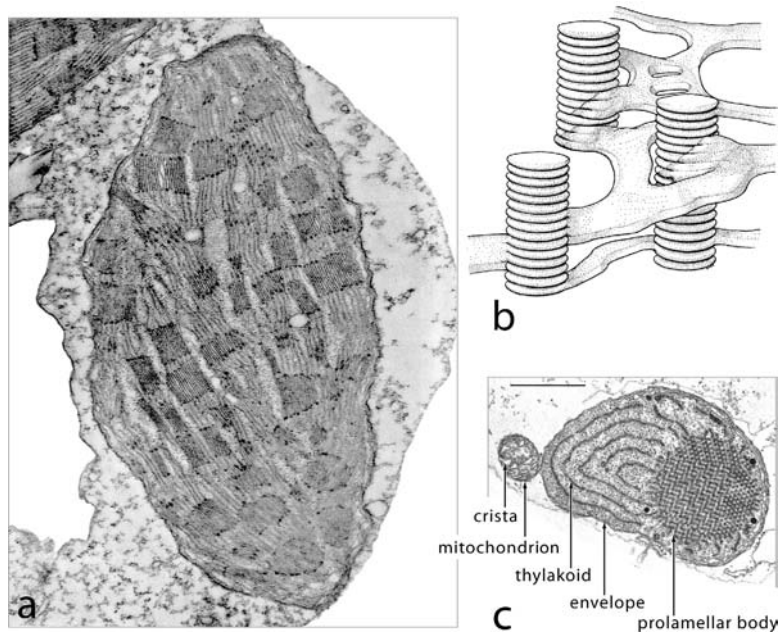 a
b
crista
mitochondrion
thylakoid
envelope
prolamellar body
c